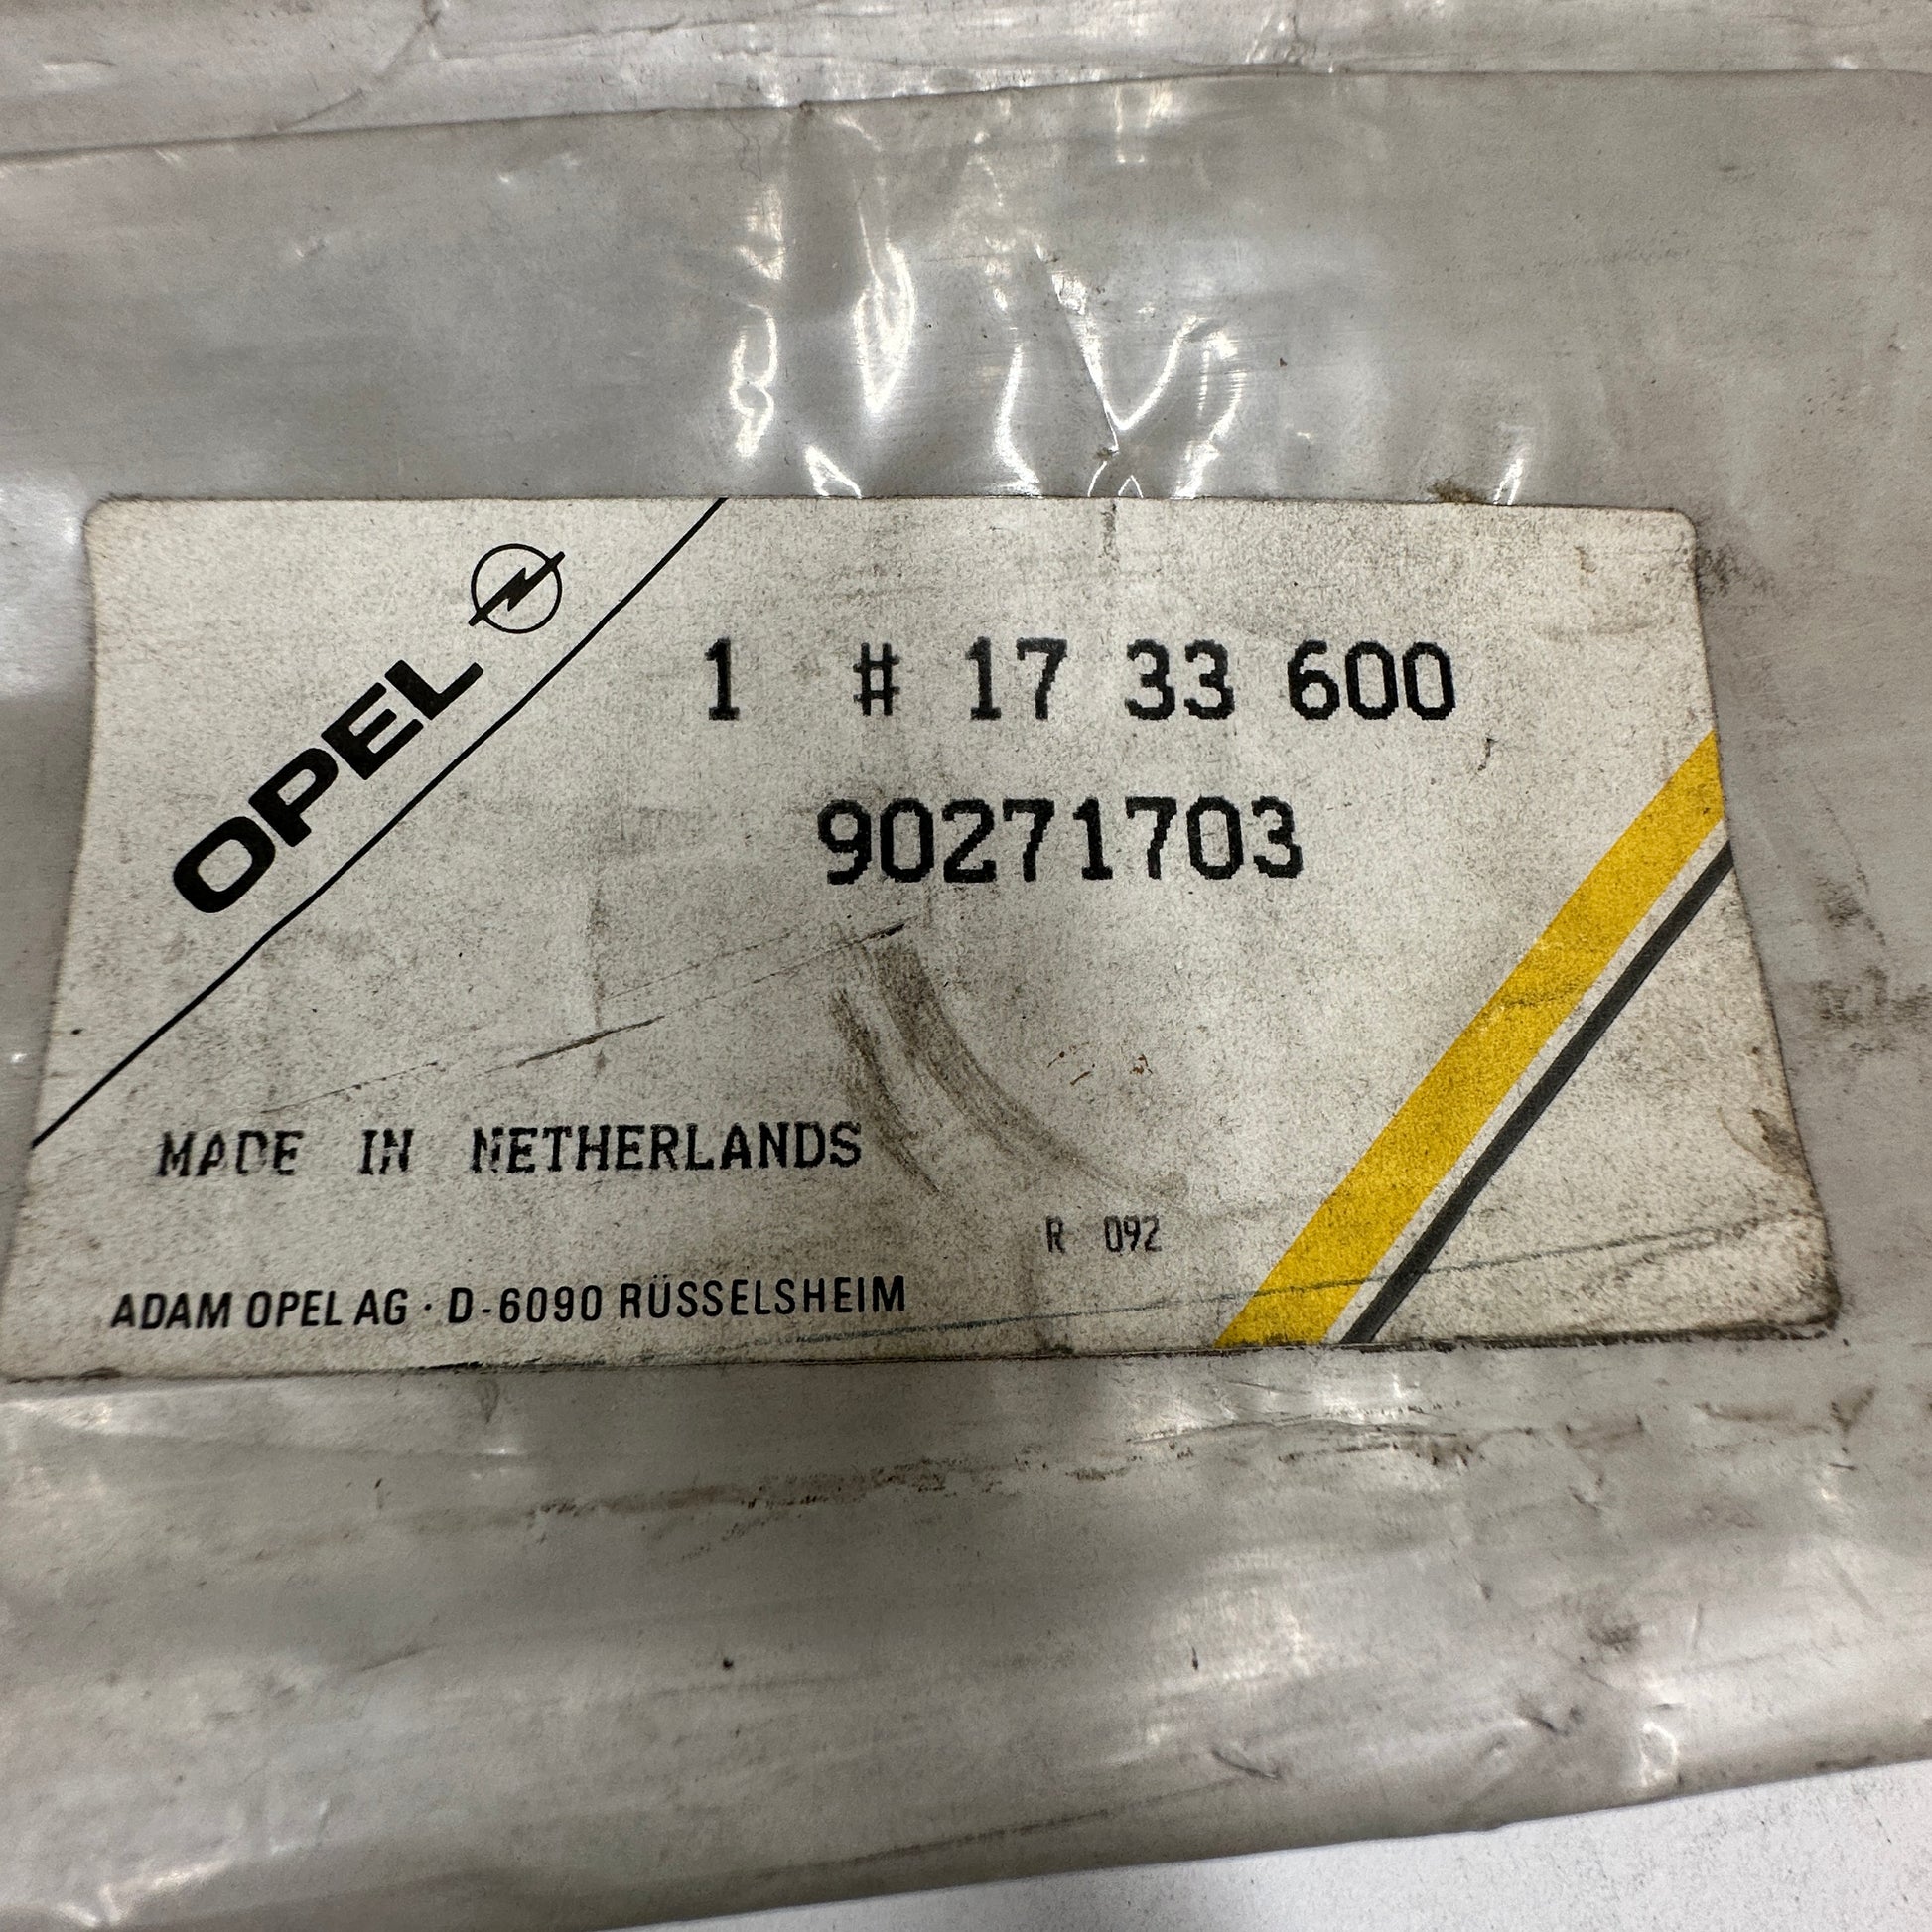 OPEL
1 # 17 33 600
90271703
MADE IN NETHERLANDS
R 092
ADAM OPEL AG · D-6090 RÜSSELSHEIM